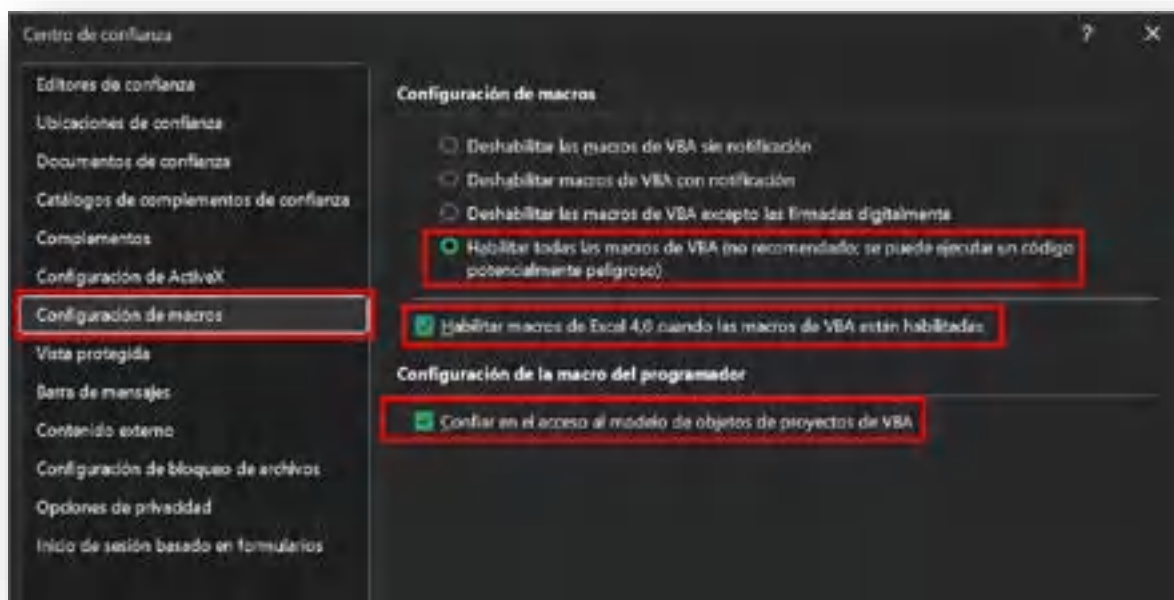 Centro de confianza
? ×
Editores de confianza
Ubicaciones de confianza
Documentos de confianza
Catálogos de complementos de confianza
Complementos
Configuración de ActiveX
Configuración de macros
Vista protegida
Barra de mensajes
Contenido externo
Configuración de bloqueo de archivos
Opciones de privacidad
Inicio de sesión basado en formularios
Configuración de macros
Deshabilitar las macros de VBA sin notificación
Deshabilitar macros de VBA con notificación
Deshabilitar las macros de VBA excepto las firmadas digitalmente
Habilitar todas las macros de VBA (no recomendado; se puede ejecutar un código
potencialmente peligroso)
Habilitar macros de Excel 4.0 cuando las macros de VBA están habilitadas
Configuración de la macro del programador
Confiar en el acceso al modelo de objetos de proyectos de VBA